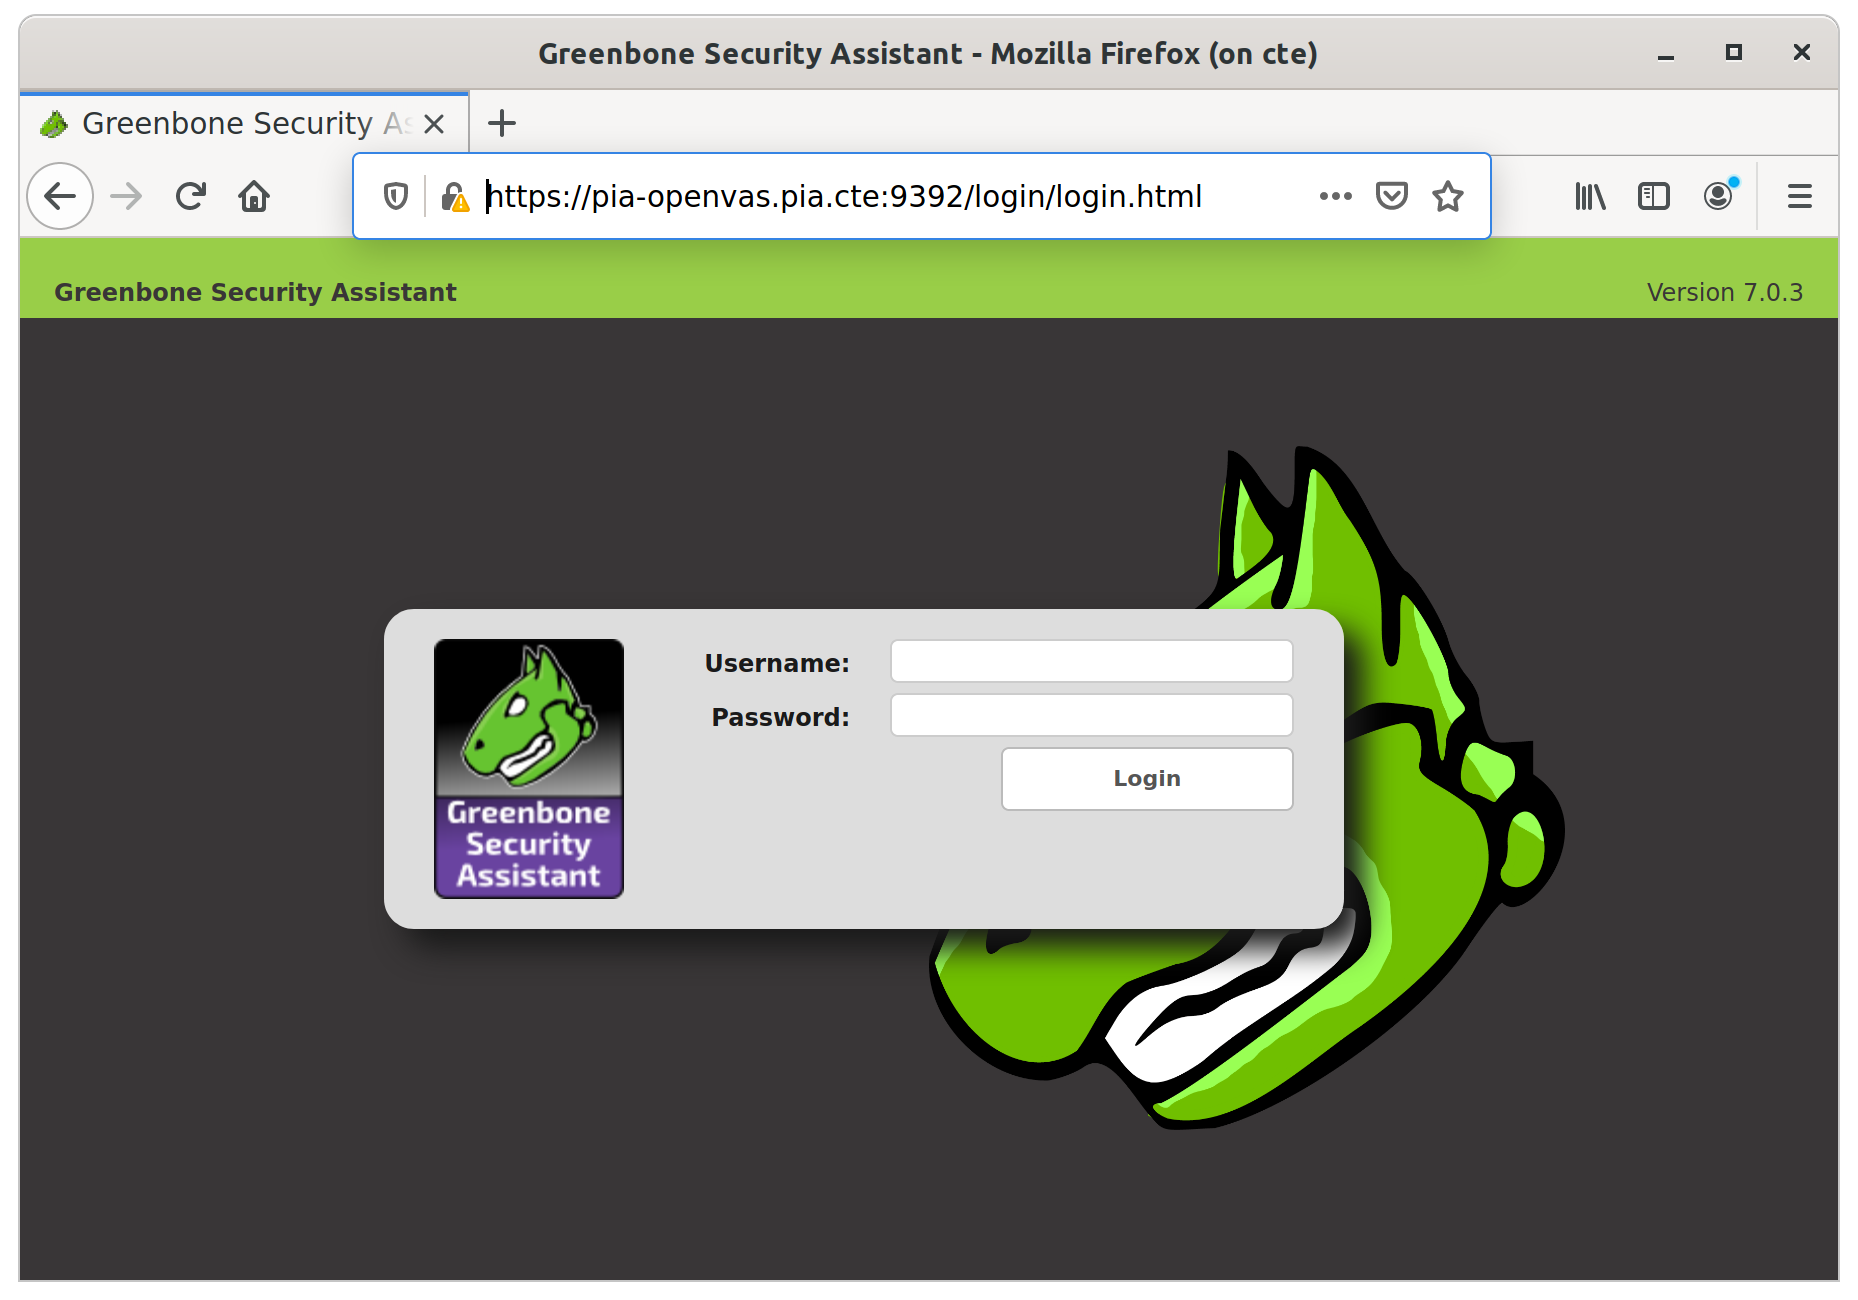 Greenbone Security Assistant - Mozilla Firefox (on cte)
Greenbone Security As
https://pia-openvas.pia.cte:9392/login/login.html
Greenbone Security Assistant
Version 7.0.3
Greenbone
Security
Assistant
Username:
Password:
Login